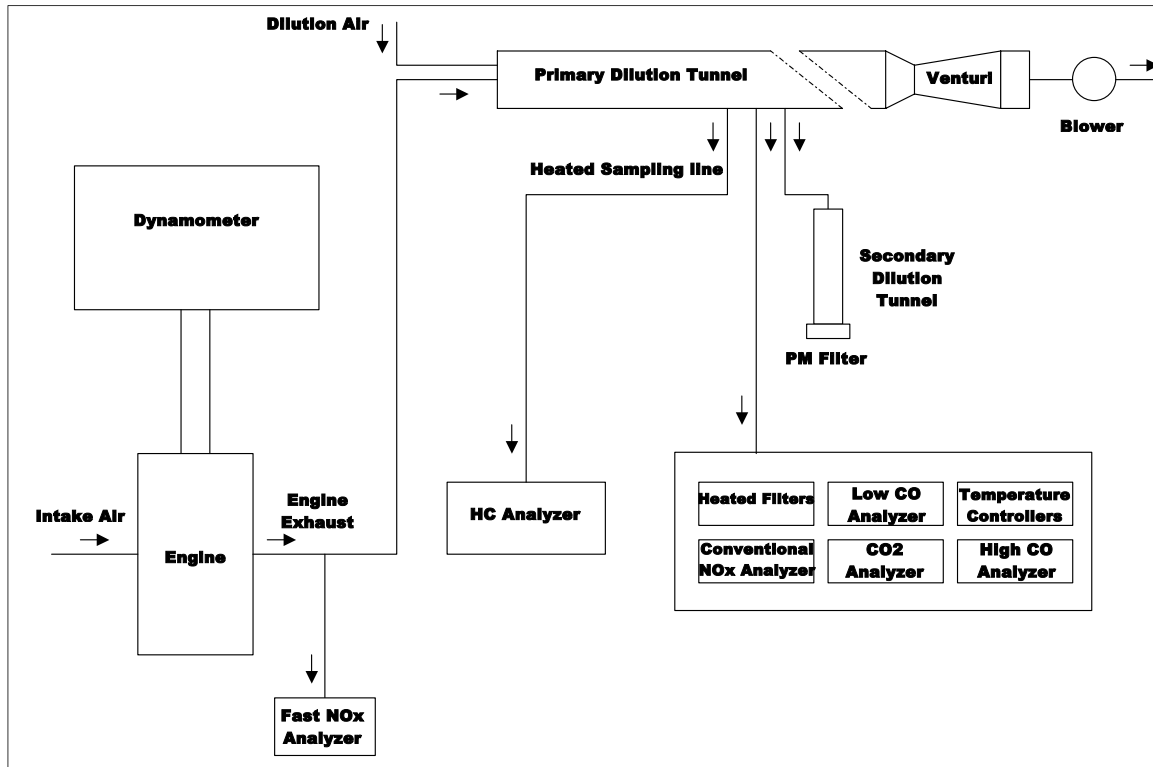 Dilution Air
Primary Dilution Tunnel
Venturi
Blower
Heated Sampling line
Dynamometer
Secondary
Dilution
Tunnel
PM Filter
Intake Air
Engine
Exhaust
Engine
HC Analyzer
Heated Filters
Low CO
Analyzer
Temperature
Controllers
Conventional
NOx Analyzer
CO2
Analyzer
High CO
Analyzer
Fast NOx
Analyzer